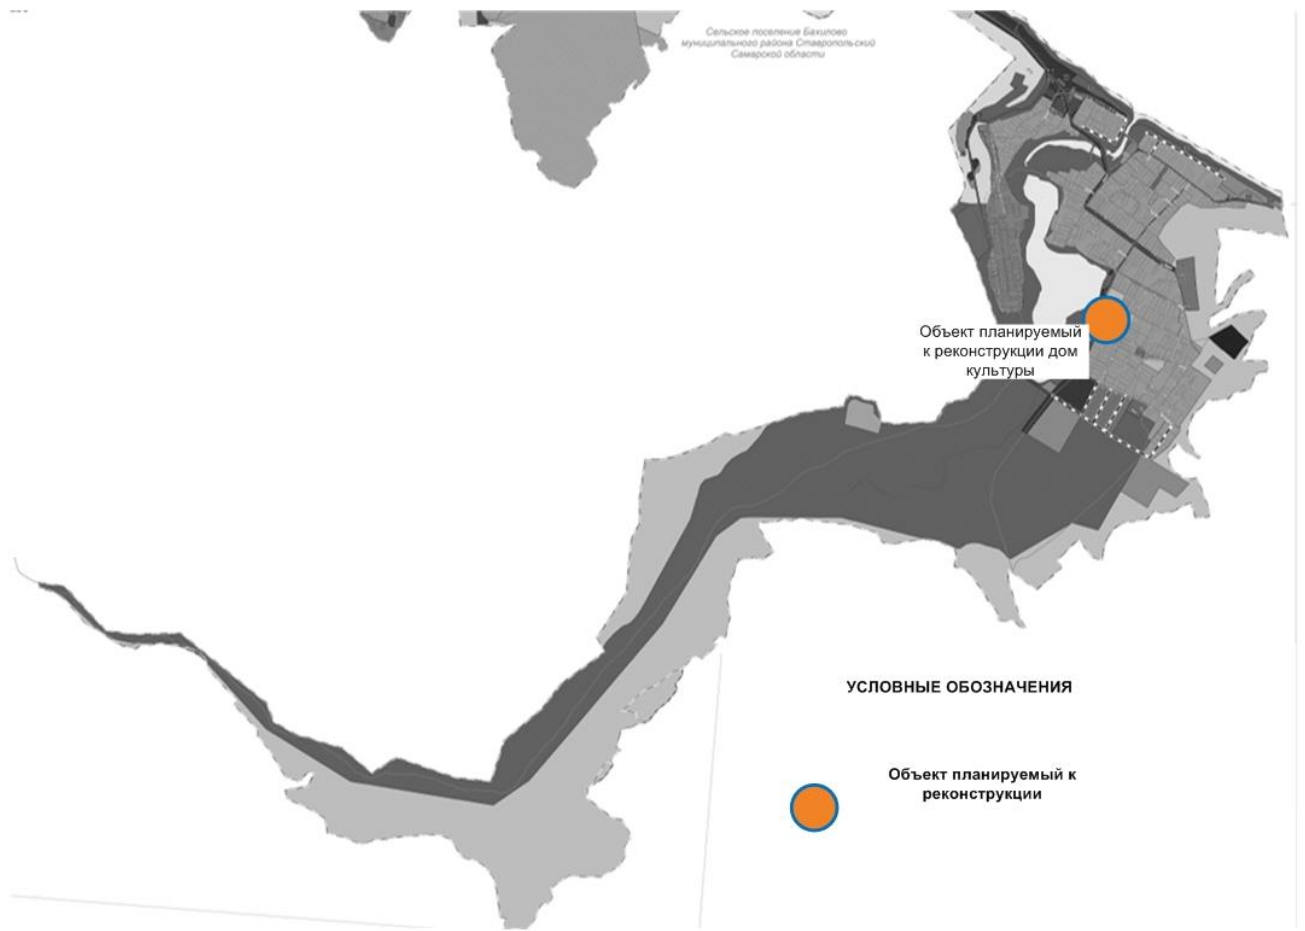 Сельское поселение Бахилово
муниципального района Ставропольский
Самарской области
Объект планируемый
к реконструкции дом
культуры
УСЛОВНЫЕ ОБОЗНАЧЕНИЯ
Объект планируемый к
реконструкции